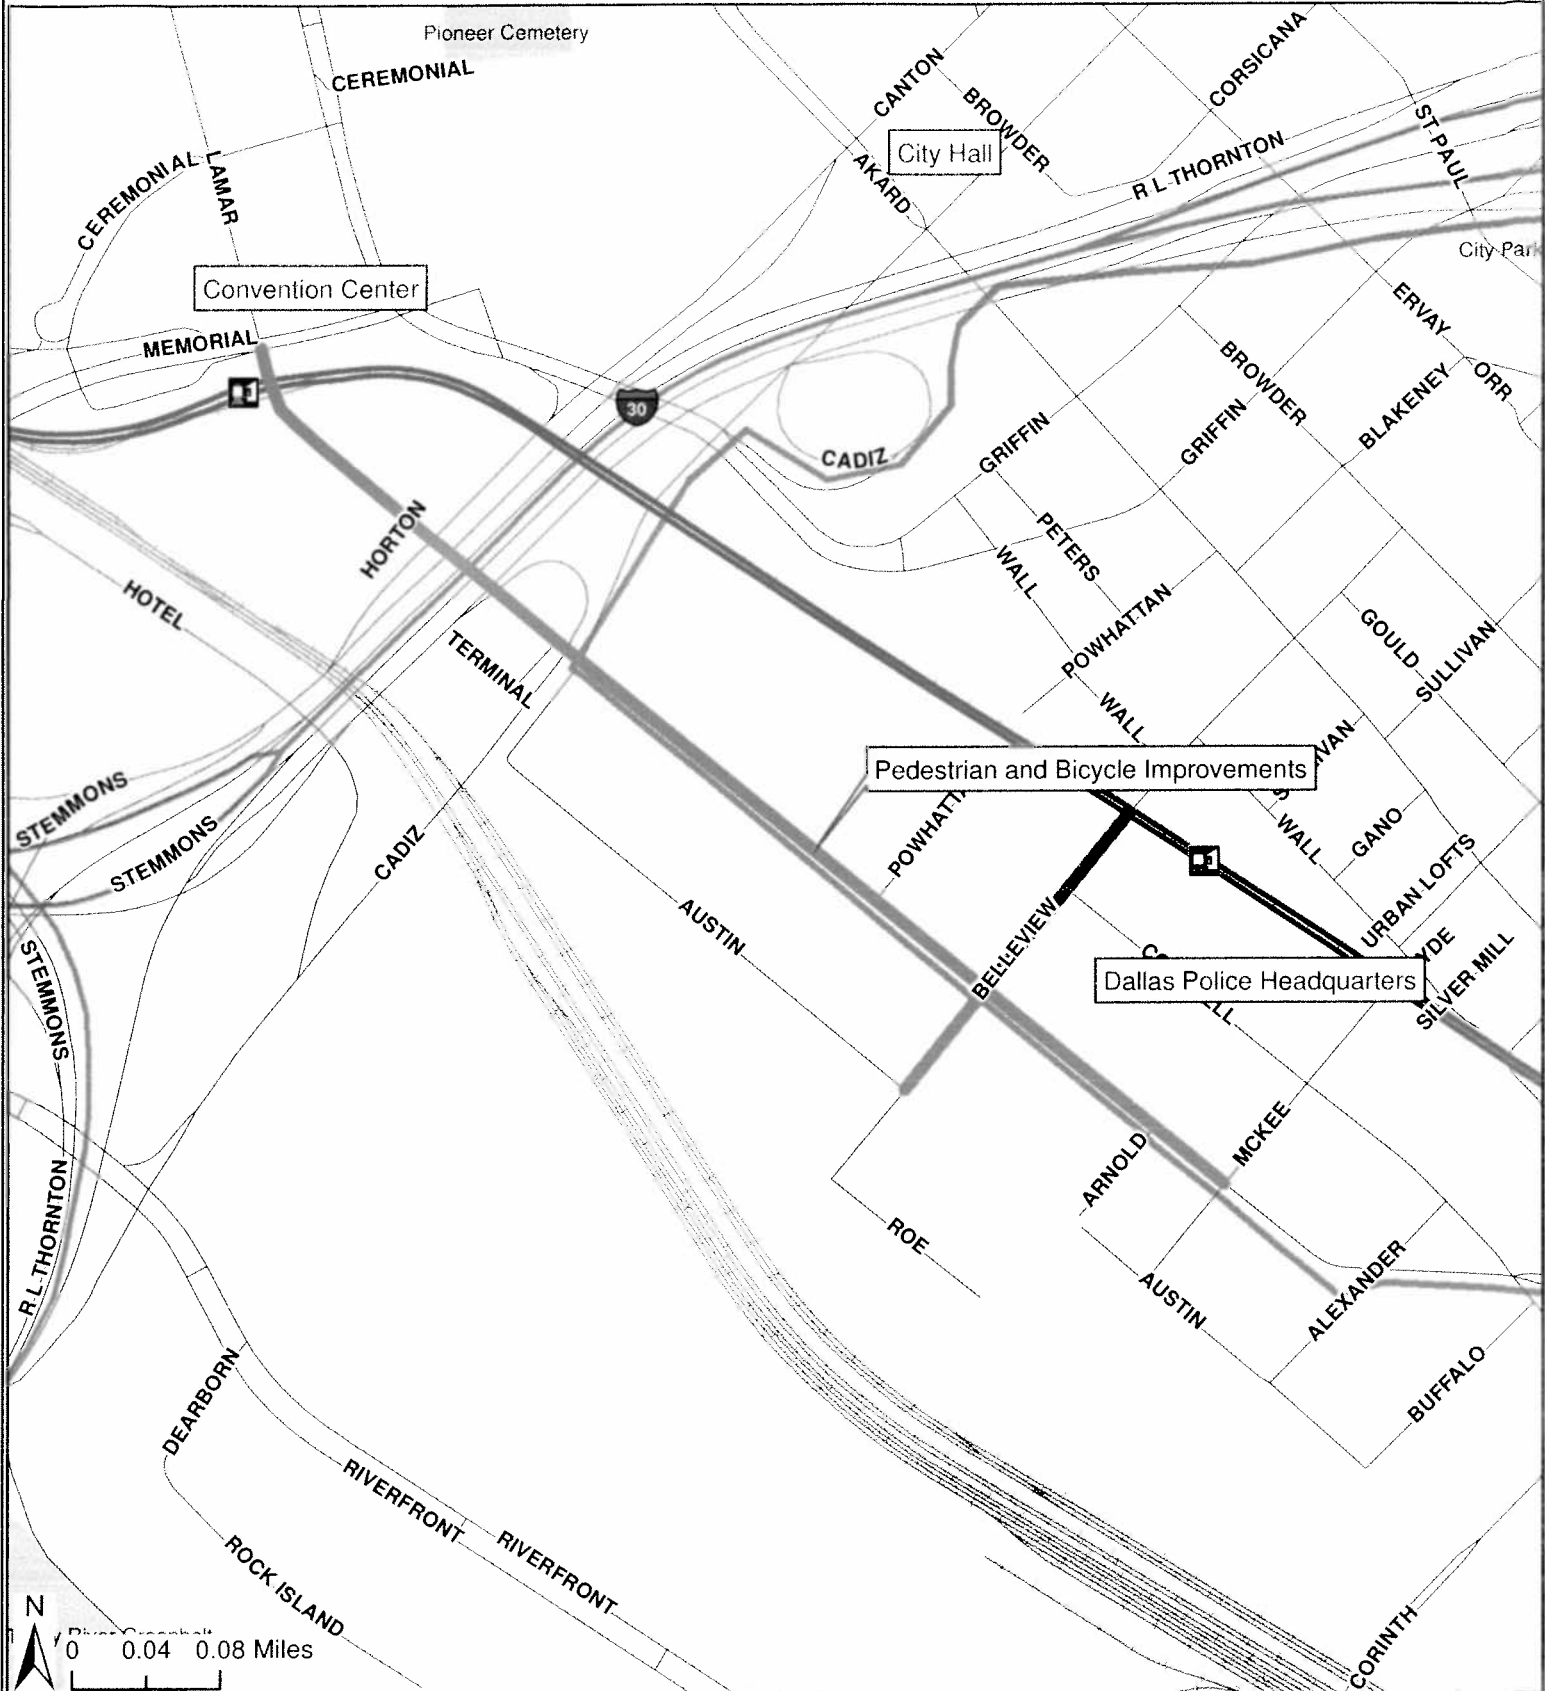 Pioneer Cemetery
CEREMONIAL
CANTON
BROWDER
CORSICANA
ST PAUL
City Hall
AKARD
R L THORNTON
CEREMONIAL
LAMAR
City Park
Convention Center
MEMORIAL
ERVAY
BROWDER
BLAKENEY
ORR
30
CADIZ
GRIFFIN
GRIFFIN
HORTON
PETERS
WALL
HOTEL
POWHATTAN
GOULD
SULLIVAN
TERMINAL
WALL
Pedestrian and Bicycle Improvements
STEMMONS
STEMMONS
CADIZ
WALL
GANO
URBAN LOFTS
AUSTIN
BELLEVIEW
SILVER MILL
Dallas Police Headquarters
STEMMONS
ARNOLD
MCKEE
R L THORNTON
ROE
AUSTIN
ALEXANDER
BUFFALO
DEARBORN
RIVERFRONT
RIVERFRONT
ROCK ISLAND
CORINTH
N
0 0.04 0.08 Miles